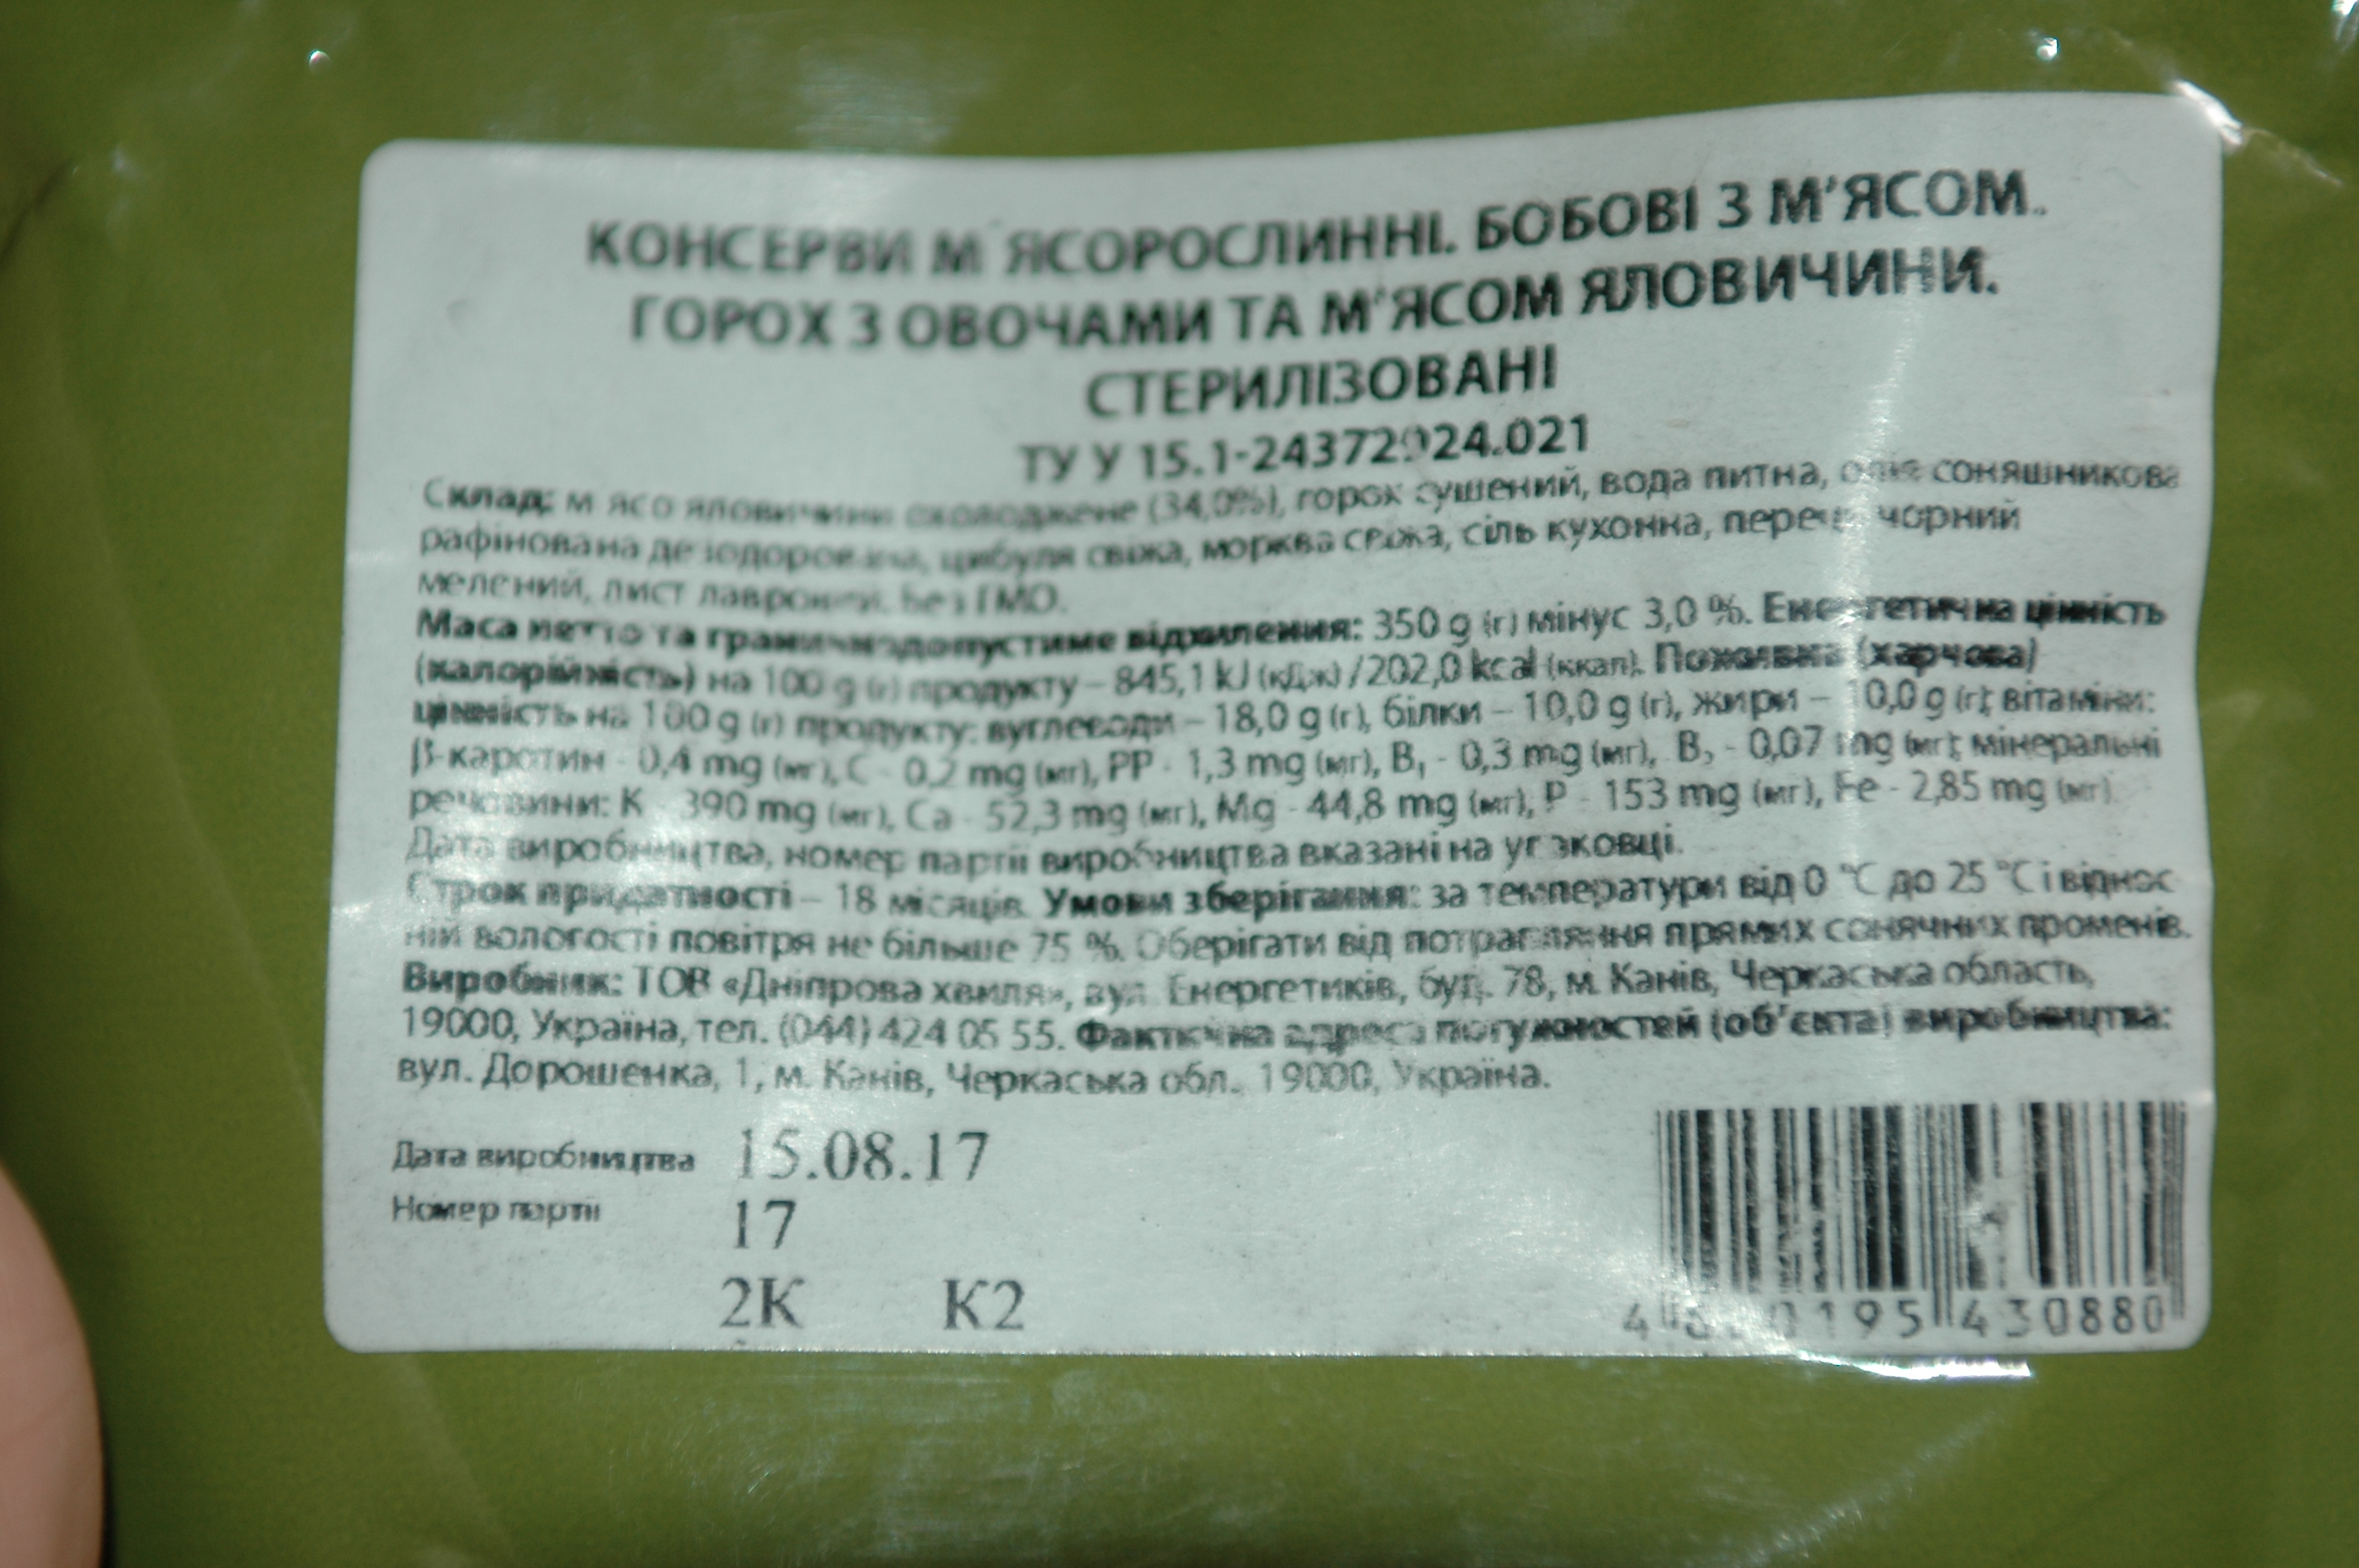 КОНСЕРВИ М'ЯСОРОСЛИННІ. БОБОВІ З М'ЯСОМ.
ГОРОХ З ОВОЧАМИ ТА М'ЯСОМ ЯЛОВИЧИНИ.
СТЕРИЛІЗОВАНІ
ТУ У 15.1-24372924.021
Склад: м'ясо яловичини охолоджене (34,0%), горох сушений, вода питна, олія соняшникова
рафінована дезодорована, цибуля свіжа, морква свіжа, сіль кухонна, перець чорний
мелений, лист лавровий. Без ГМО.
Маса нетто та граничнодопустиме відхилення: 350 g (г) мінус 3,0 %. Енергетична цінність
(калорійність) на 100 g (г) продукту – 845,1 kJ (кДж) / 202,0 kcal (ккал). Поживна (харчова)
цінність на 100 g (г) продукту: вуглеводи – 18,0 g (г), білки – 10,0 g (г), жири – 10,0 g (г); вітаміни:
β-каротин - 0,4 mg (мг), С - 0,2 mg (мг), РР - 1,3 mg (мг), В₁ - 0,3 mg (мг), В₂ - 0,07 mg (мг); мінеральні
речовини: K - 390 mg (мг), Ca - 52,3 mg (мг), Mg - 44,8 mg (мг), P - 153 mg (мг), Fe - 2,85 mg (мг).
Дата виробництва, номер партії виробництва вказані на упаковці.
Строк придатності – 18 місяців. Умови зберігання: за температури від 0 °С до 25 °С і віднос-
ній вологості повітря не більше 75 %. Оберігати від потрапляння прямих сонячних променів.
Виробник: ТОВ «Дніпрова хвиля», вул. Енергетиків, буд. 78, м. Канів, Черкаська область,
19000, Україна, тел. (044) 424 05 55. Фактична адреса потужностей (об'єкта) виробництва:
вул. Дорошенка, 1, м. Канів, Черкаська обл., 19000, Україна.
Дата виробництва 15.08.17
Номер партії 17
2К К2
4 820195 430880